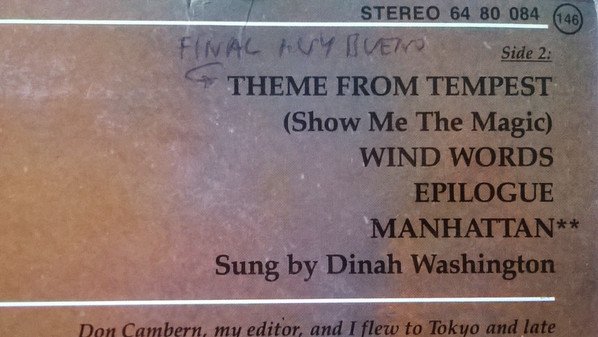 STEREO 64 80 084 146
FINAL MUY BUENO
Side 2:
THEME FROM TEMPEST
(Show Me The Magic)
WIND WORDS
EPILOGUE
MANHATTAN**
Sung by Dinah Washington
Don Cambern, my editor, and I flew to Tokyo and late